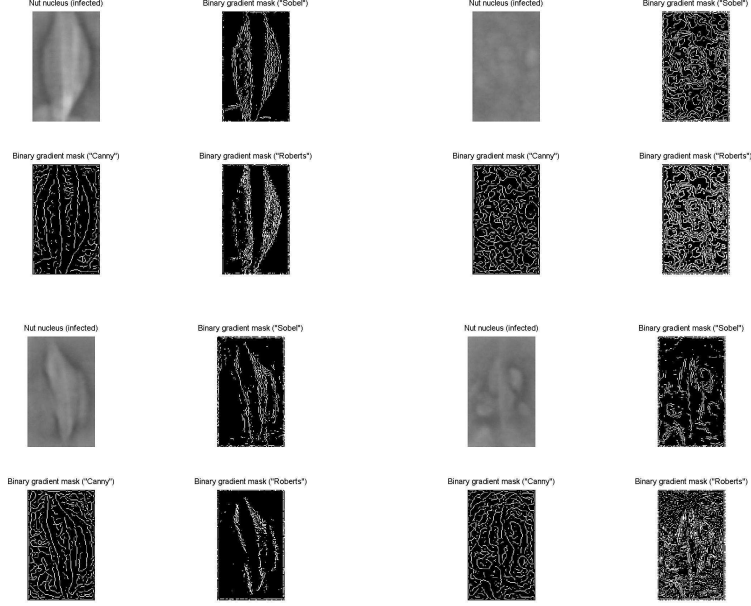 Nut nucleus (infected)
Binary gradient mask ("Sobel")
Nut nucleus (infected)
Binary gradient mask ("Sobel")
Binary gradient mask ("Canny")
Binary gradient mask ("Roberts")
Binary gradient mask ("Canny")
Binary gradient mask ("Roberts")
Nut nucleus (infected)
Binary gradient mask ("Sobel")
Nut nucleus (infected)
Binary gradient mask ("Sobel")
Binary gradient mask ("Canny")
Binary gradient mask ("Roberts")
Binary gradient mask ("Canny")
Binary gradient mask ("Roberts")